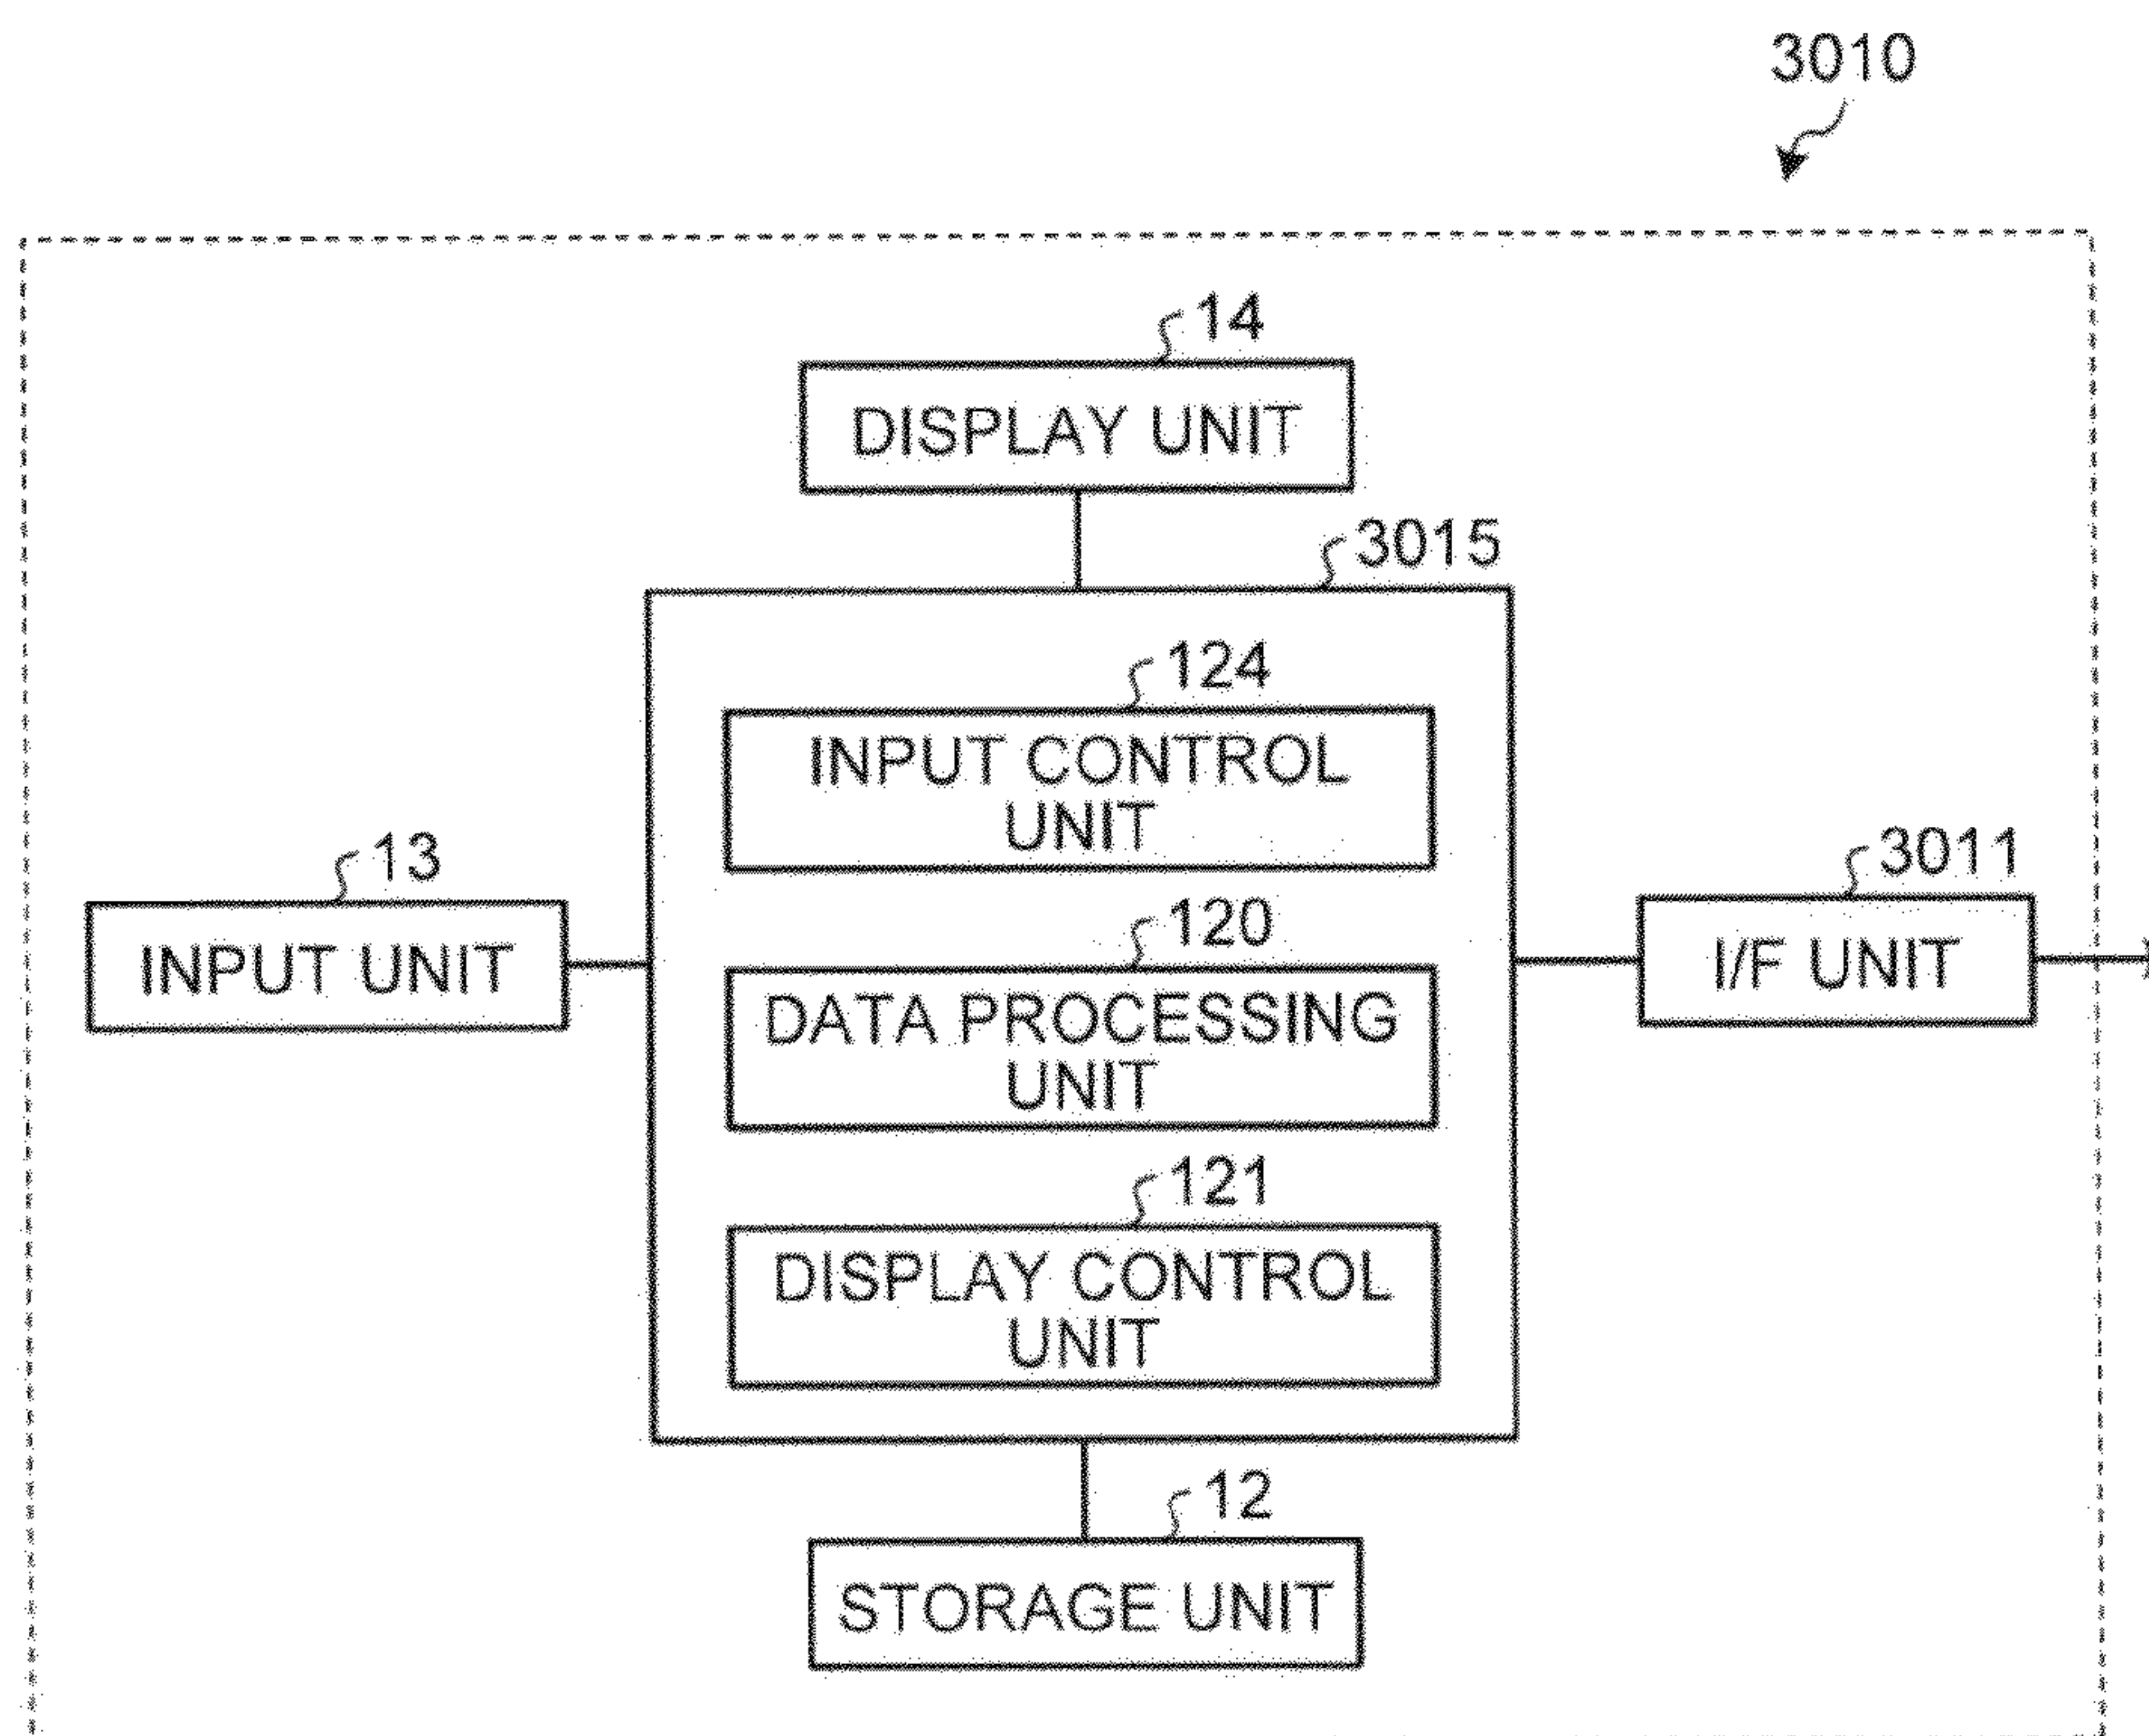 3010
14
DISPLAY UNIT
3015
124
INPUT CONTROL
UNIT
13
INPUT UNIT
120
DATA PROCESSING
UNIT
3011
I/F UNIT
121
DISPLAY CONTROL
UNIT
12
STORAGE UNIT